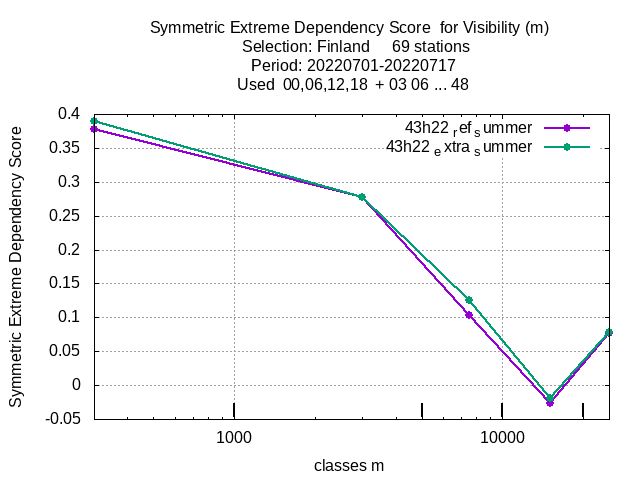 Symmetric Extreme Dependency Score  for Visibility (m)
Selection: Finland     69 stations
Period: 20220701-20220717
Used  00,06,12,18  + 03 06 ... 48
43h22 ref summer
43h22 extra summer
Symmetric Extreme Dependency Score
0.4
0.35
0.3
0.25
0.2
0.15
0.1
0.05
0
-0.05
1000 10000
classes m